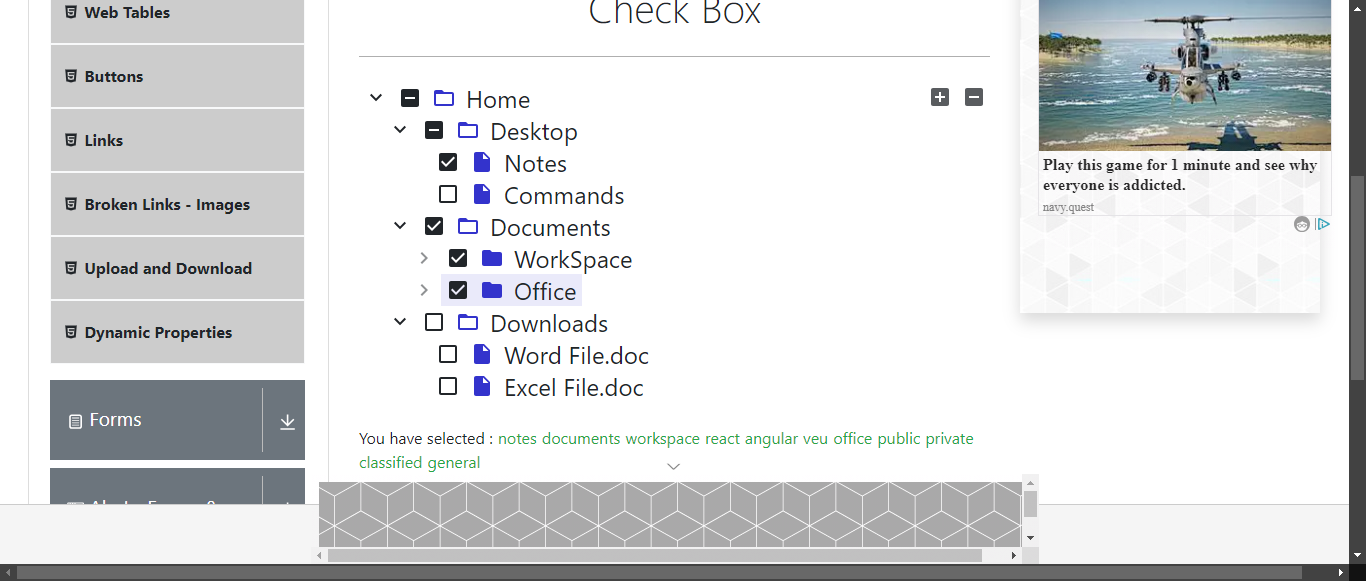 Web Tables
Buttons
Links
Broken Links - Images
Upload and Download
Dynamic Properties
Forms
Check Box
Home
Desktop
Notes
Commands
Documents
WorkSpace
Office
Downloads
Word File.doc
Excel File.doc
You have selected : notes documents workspace react angular veu office public private
classified general
Play this game for 1 minute and see why
everyone is addicted.
navy.quest